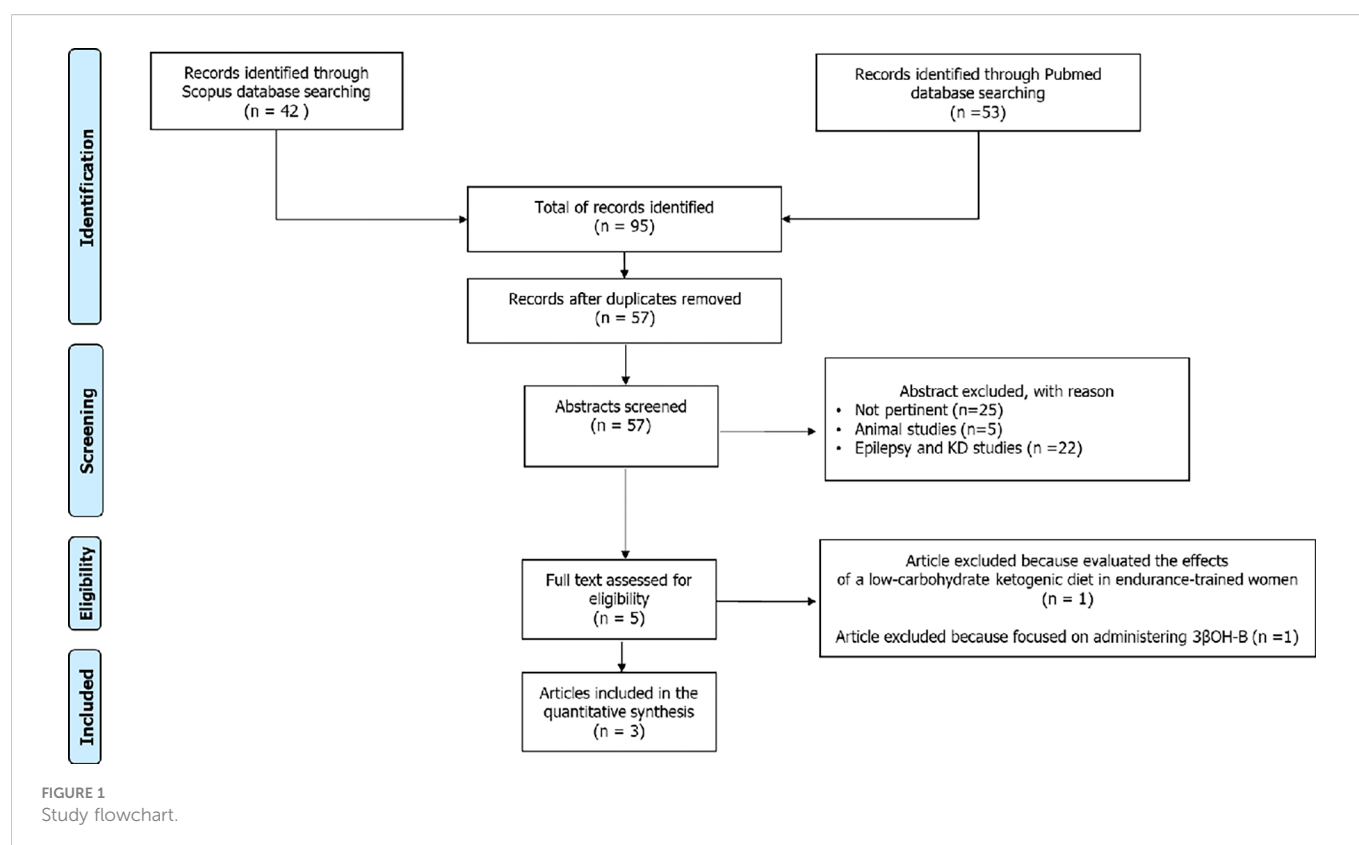 Identification
Records identified through
Scopus database searching
(n = 42 )
Records identified through Pubmed
database searching
(n =53)
Total of records identified
(n = 95)
Records after duplicates removed
(n = 57)
Screening
Abstracts screened
(n = 57)
Abstract excluded, with reason
• Not pertinent (n=25)
• Animal studies (n=5)
• Epilepsy and KD studies (n =22)
Eligibility
Full text assessed for
eligibility
(n = 5)
Article excluded because evaluated the effects
of a low-carbohydrate ketogenic diet in endurance-trained women
(n = 1)
Article excluded because focused on administering 3βOH-B (n =1)
Included
Articles included in the
quantitative synthesis
(n = 3)
FIGURE 1
Study flowchart.